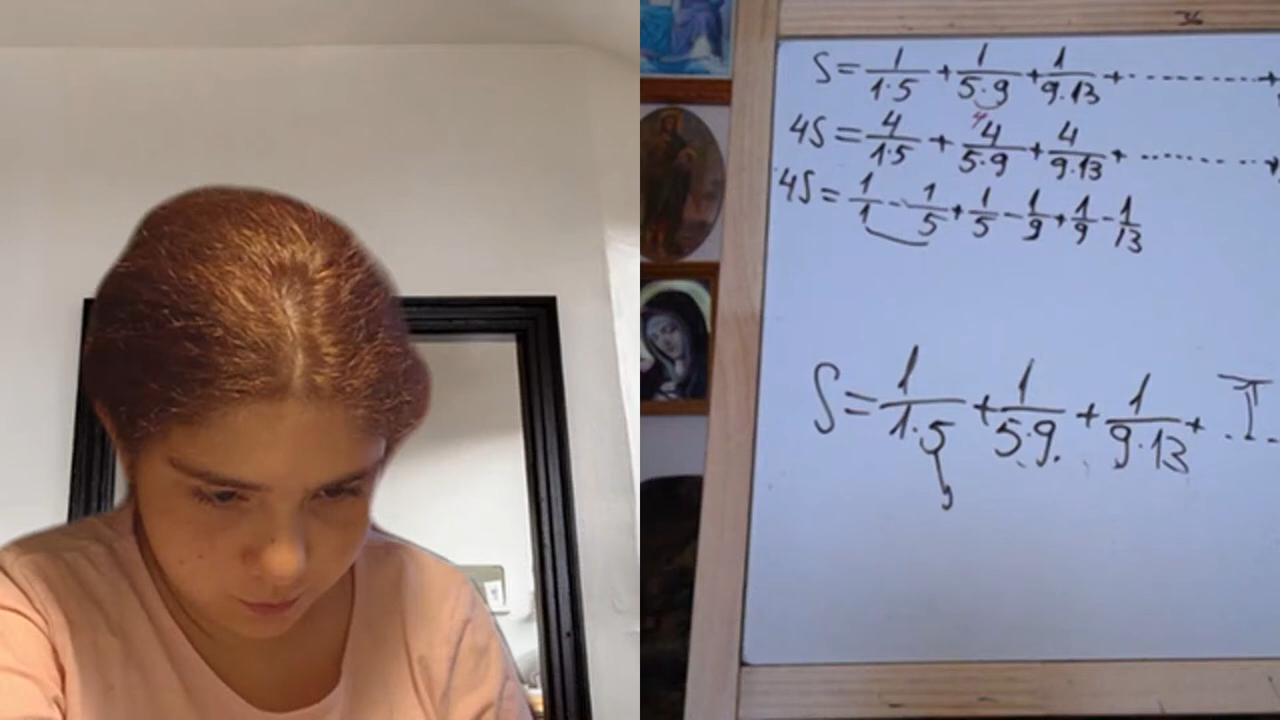 36
S = 1/1·5 + 1/5·9 + 1/9·13 + ........... +
4
4S = 4/1·5 + 4/5·9 + 4/9·13 + ........... +
4S = 1/1 - 1/5 + 1/5 - 1/9 + 1/9 - 1/13
S = 1/1·5 + 1/5·9. + 1/9·13 +